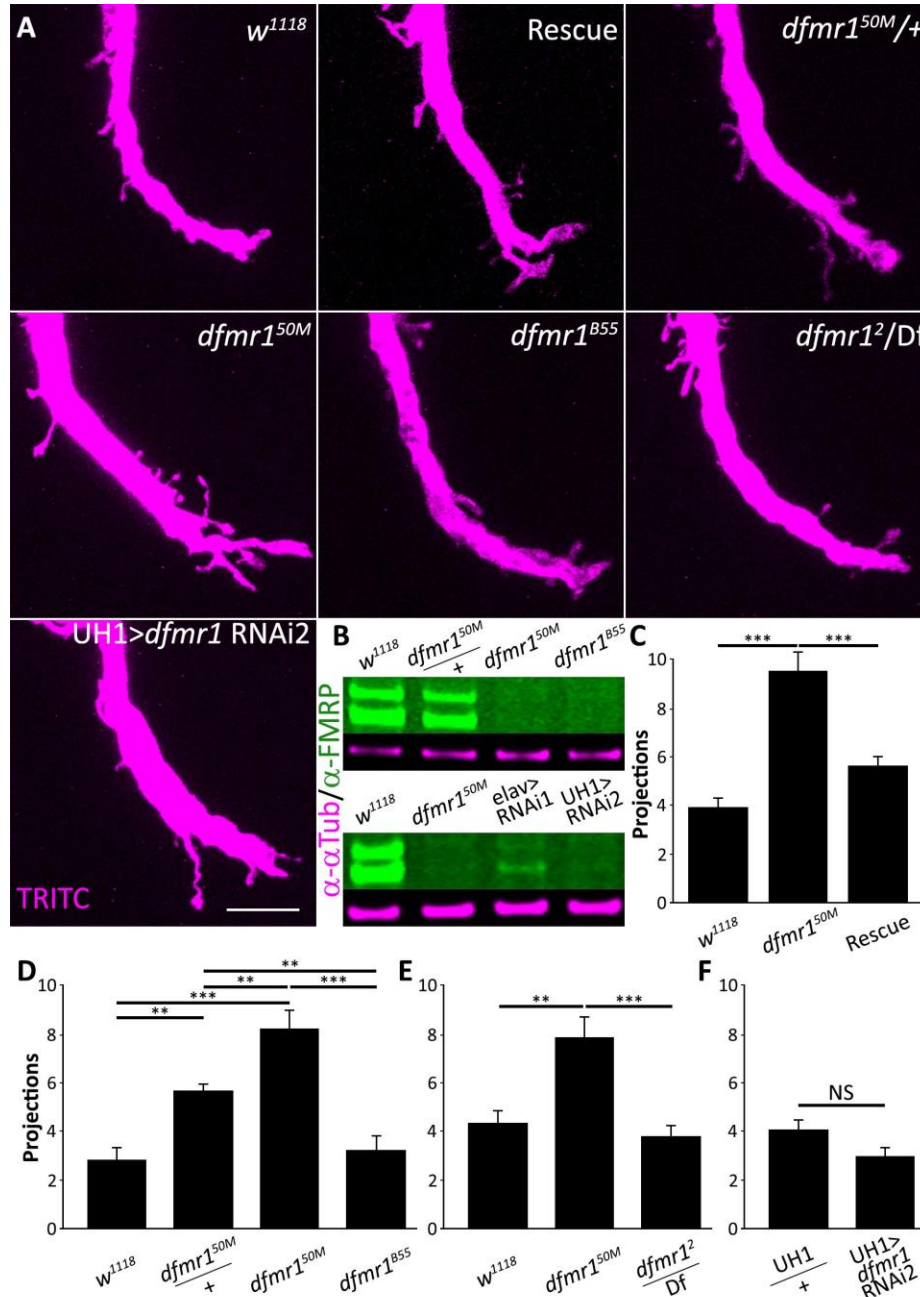 A
w1118
Rescue
dfmr150M/+
dfmr150M
dfmr1B55
dfmr12/Df
UH1>dfmr1 RNAi2
TRITC
B
w1118
dfmr150M
+
dfmr150M
dfmr1B55
α-αTub/α-FMRP
w1118
dfmr150M
elav>
RNAi1
UH1>
RNAi2
C
*** ***
10
8
6
4
2
0
Projections
w1118
dfmr150M
Rescue
D
**
** ***
***
**
10
8
6
4
2
0
Projections
w1118
dfmr150M
+
dfmr150M
dfmr1B55
E
** ***
10
8
6
4
2
0
w1118
dfmr150M
dfmr12
Df
F
NS
10
8
6
4
2
0
UH1
+
UH1>
dfmr1
RNAi2